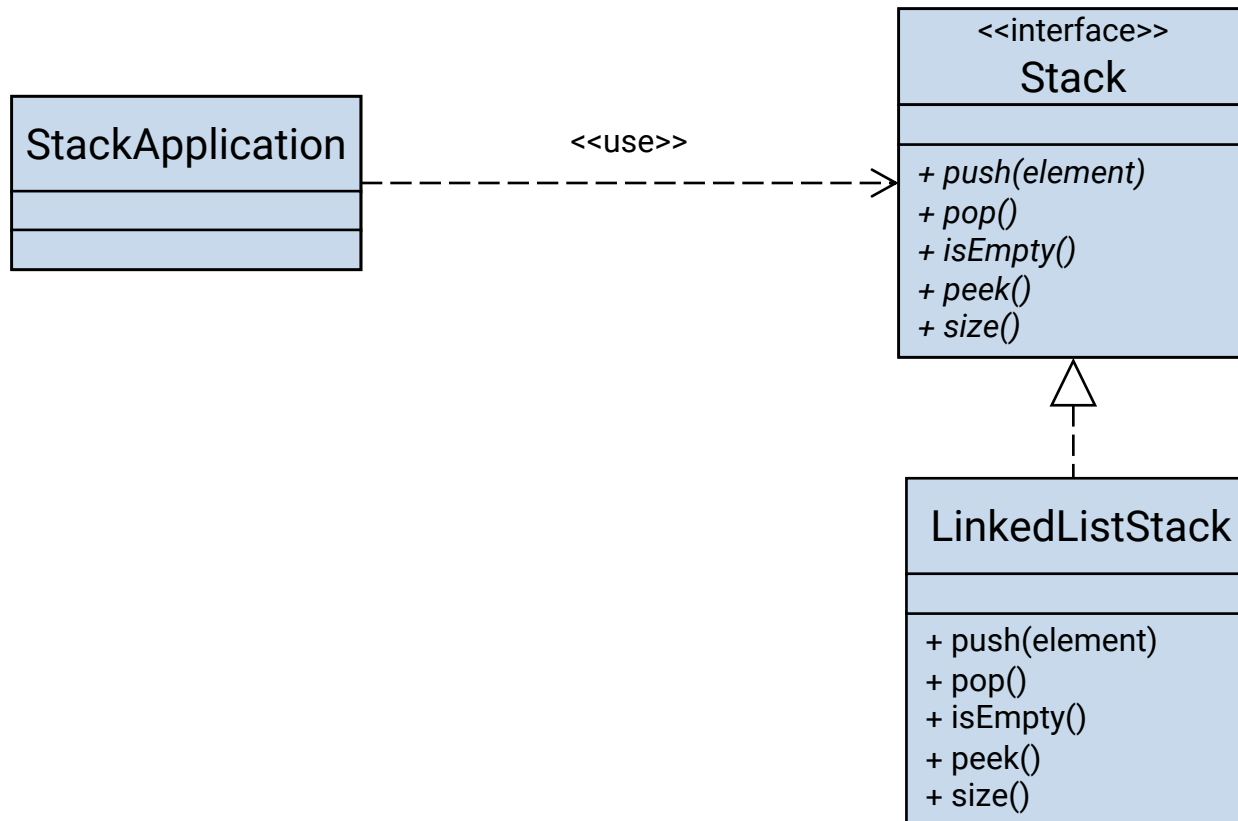 <<interface>>
Stack
StackApplication
<<use>>
+ push(element)
+ pop()
+ isEmpty()
+ peek()
+ size()
LinkedListStack
+ push(element)
+ pop()
+ isEmpty()
+ peek()
+ size()